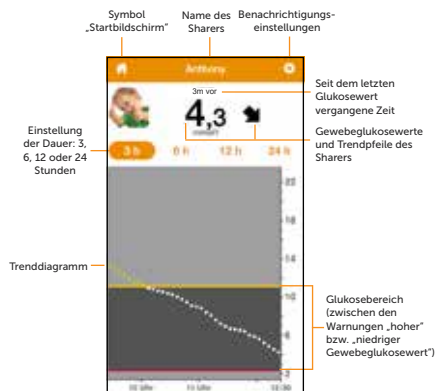 Symbol
„Startbildschirm“
Name des
Sharers
Benachrichtigungs-
einstellungen
Anthony
3m vor
4,3
mmol/l
Seit dem letzten
Glukosewert
vergangene Zeit
Gewebeglukosewerte
und Trendpfeile des
Sharers
Einstellung
der Dauer: 3,
6, 12 oder 24
Stunden
3 h 6 h 12 h 24 h
22
18
14
Trenddiagramm
10
6
2
Glukosebereich
(zwischen den
Warnungen „hoher“
bzw. „niedriger
Gewebeglukosewert“)
10 Uhr 11 Uhr 12:30